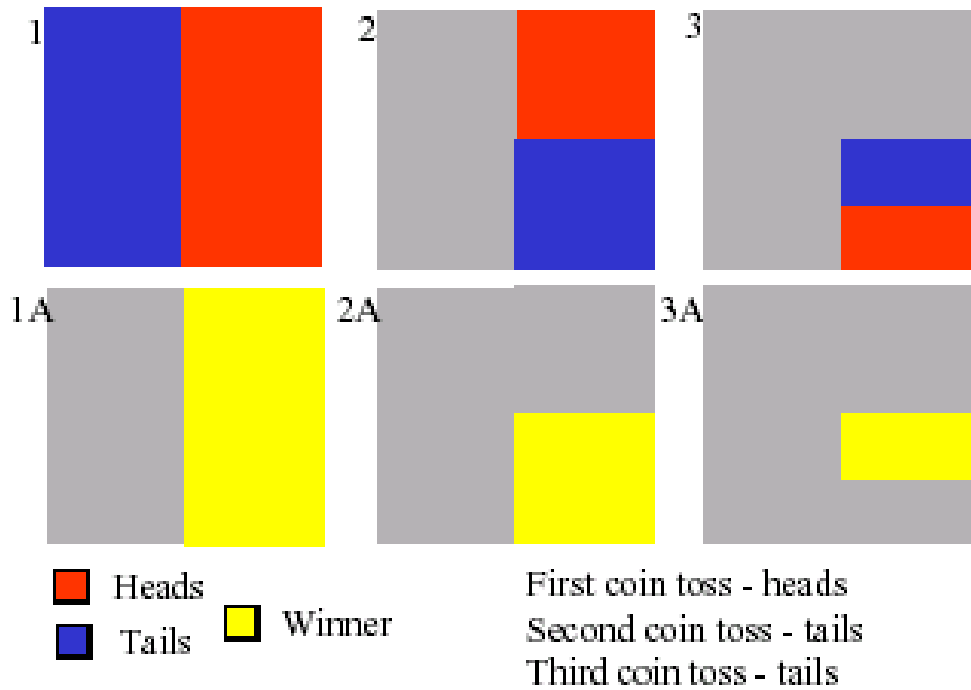 1
2
3
1A
2A
3A
Heads
Tails
Winner
First coin toss - heads
Second coin toss - tails
Third coin toss - tails